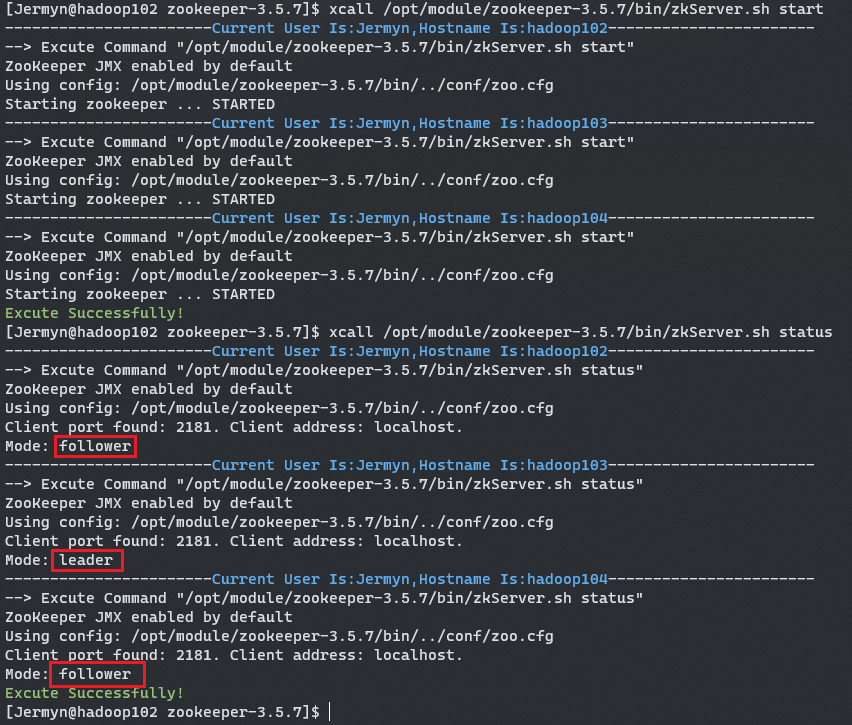 [Jermyn@hadoop102 zookeeper-3.5.7]$ xcall /opt/module/zookeeper-3.5.7/bin/zkServer.sh start
-----------------------Current User Is:Jermyn,Hostname Is:hadoop102-----------------------
--> Excute Command "/opt/module/zookeeper-3.5.7/bin/zkServer.sh start"
ZooKeeper JMX enabled by default
Using config: /opt/module/zookeeper-3.5.7/bin/../conf/zoo.cfg
Starting zookeeper ... STARTED
-----------------------Current User Is:Jermyn,Hostname Is:hadoop103-----------------------
--> Excute Command "/opt/module/zookeeper-3.5.7/bin/zkServer.sh start"
ZooKeeper JMX enabled by default
Using config: /opt/module/zookeeper-3.5.7/bin/../conf/zoo.cfg
Starting zookeeper ... STARTED
-----------------------Current User Is:Jermyn,Hostname Is:hadoop104-----------------------
--> Excute Command "/opt/module/zookeeper-3.5.7/bin/zkServer.sh start"
ZooKeeper JMX enabled by default
Using config: /opt/module/zookeeper-3.5.7/bin/../conf/zoo.cfg
Starting zookeeper ... STARTED
Excute Successfully!
[Jermyn@hadoop102 zookeeper-3.5.7]$ xcall /opt/module/zookeeper-3.5.7/bin/zkServer.sh status
-----------------------Current User Is:Jermyn,Hostname Is:hadoop102-----------------------
--> Excute Command "/opt/module/zookeeper-3.5.7/bin/zkServer.sh status"
ZooKeeper JMX enabled by default
Using config: /opt/module/zookeeper-3.5.7/bin/../conf/zoo.cfg
Client port found: 2181. Client address: localhost.
Mode: follower
-----------------------Current User Is:Jermyn,Hostname Is:hadoop103-----------------------
--> Excute Command "/opt/module/zookeeper-3.5.7/bin/zkServer.sh status"
ZooKeeper JMX enabled by default
Using config: /opt/module/zookeeper-3.5.7/bin/../conf/zoo.cfg
Client port found: 2181. Client address: localhost.
Mode: leader
-----------------------Current User Is:Jermyn,Hostname Is:hadoop104-----------------------
--> Excute Command "/opt/module/zookeeper-3.5.7/bin/zkServer.sh status"
ZooKeeper JMX enabled by default
Using config: /opt/module/zookeeper-3.5.7/bin/../conf/zoo.cfg
Client port found: 2181. Client address: localhost.
Mode: follower
Excute Successfully!
[Jermyn@hadoop102 zookeeper-3.5.7]$